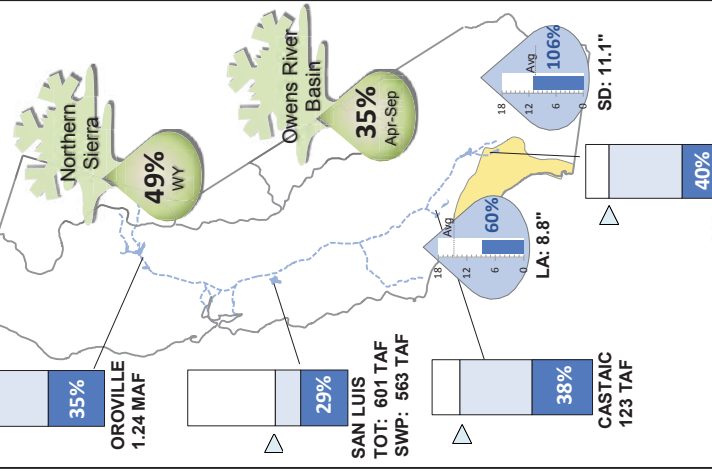 Northern
Sierra
49%
WY
Owens River
Basin
35%
Apr-Sep
Avg
106%
18
12
6
0
SD: 11.1"
Avg
60%
18
12
6
0
LA: 8.8"
35%
OROVILLE
1.24 MAF
29%
SAN LUIS
TOT: 601 TAF
SWP: 563 TAF
38%
CASTAIC
123 TAF
40%